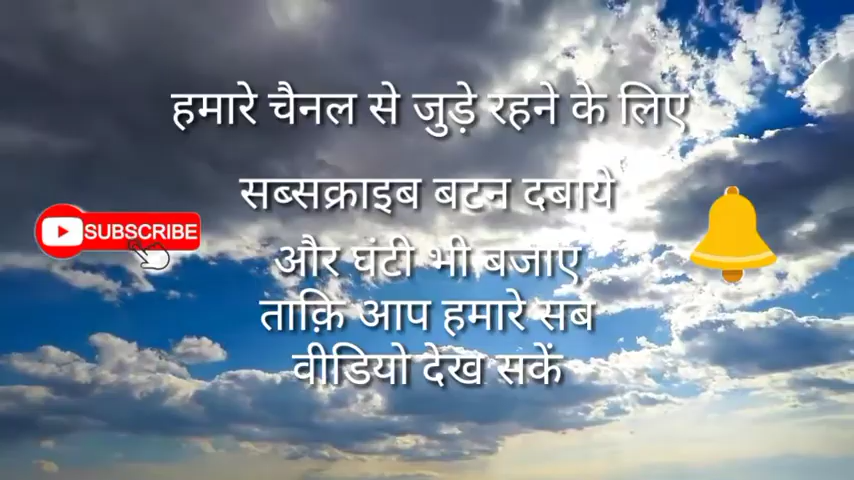 हमारे चैनल से जुड़े रहने के लिए
सब्सक्राइब बटन दबाये
SUBSCRIBE
और घंटी भी बजाएं
ताक़ि आप हमारे सब
वीडियो देख सकें